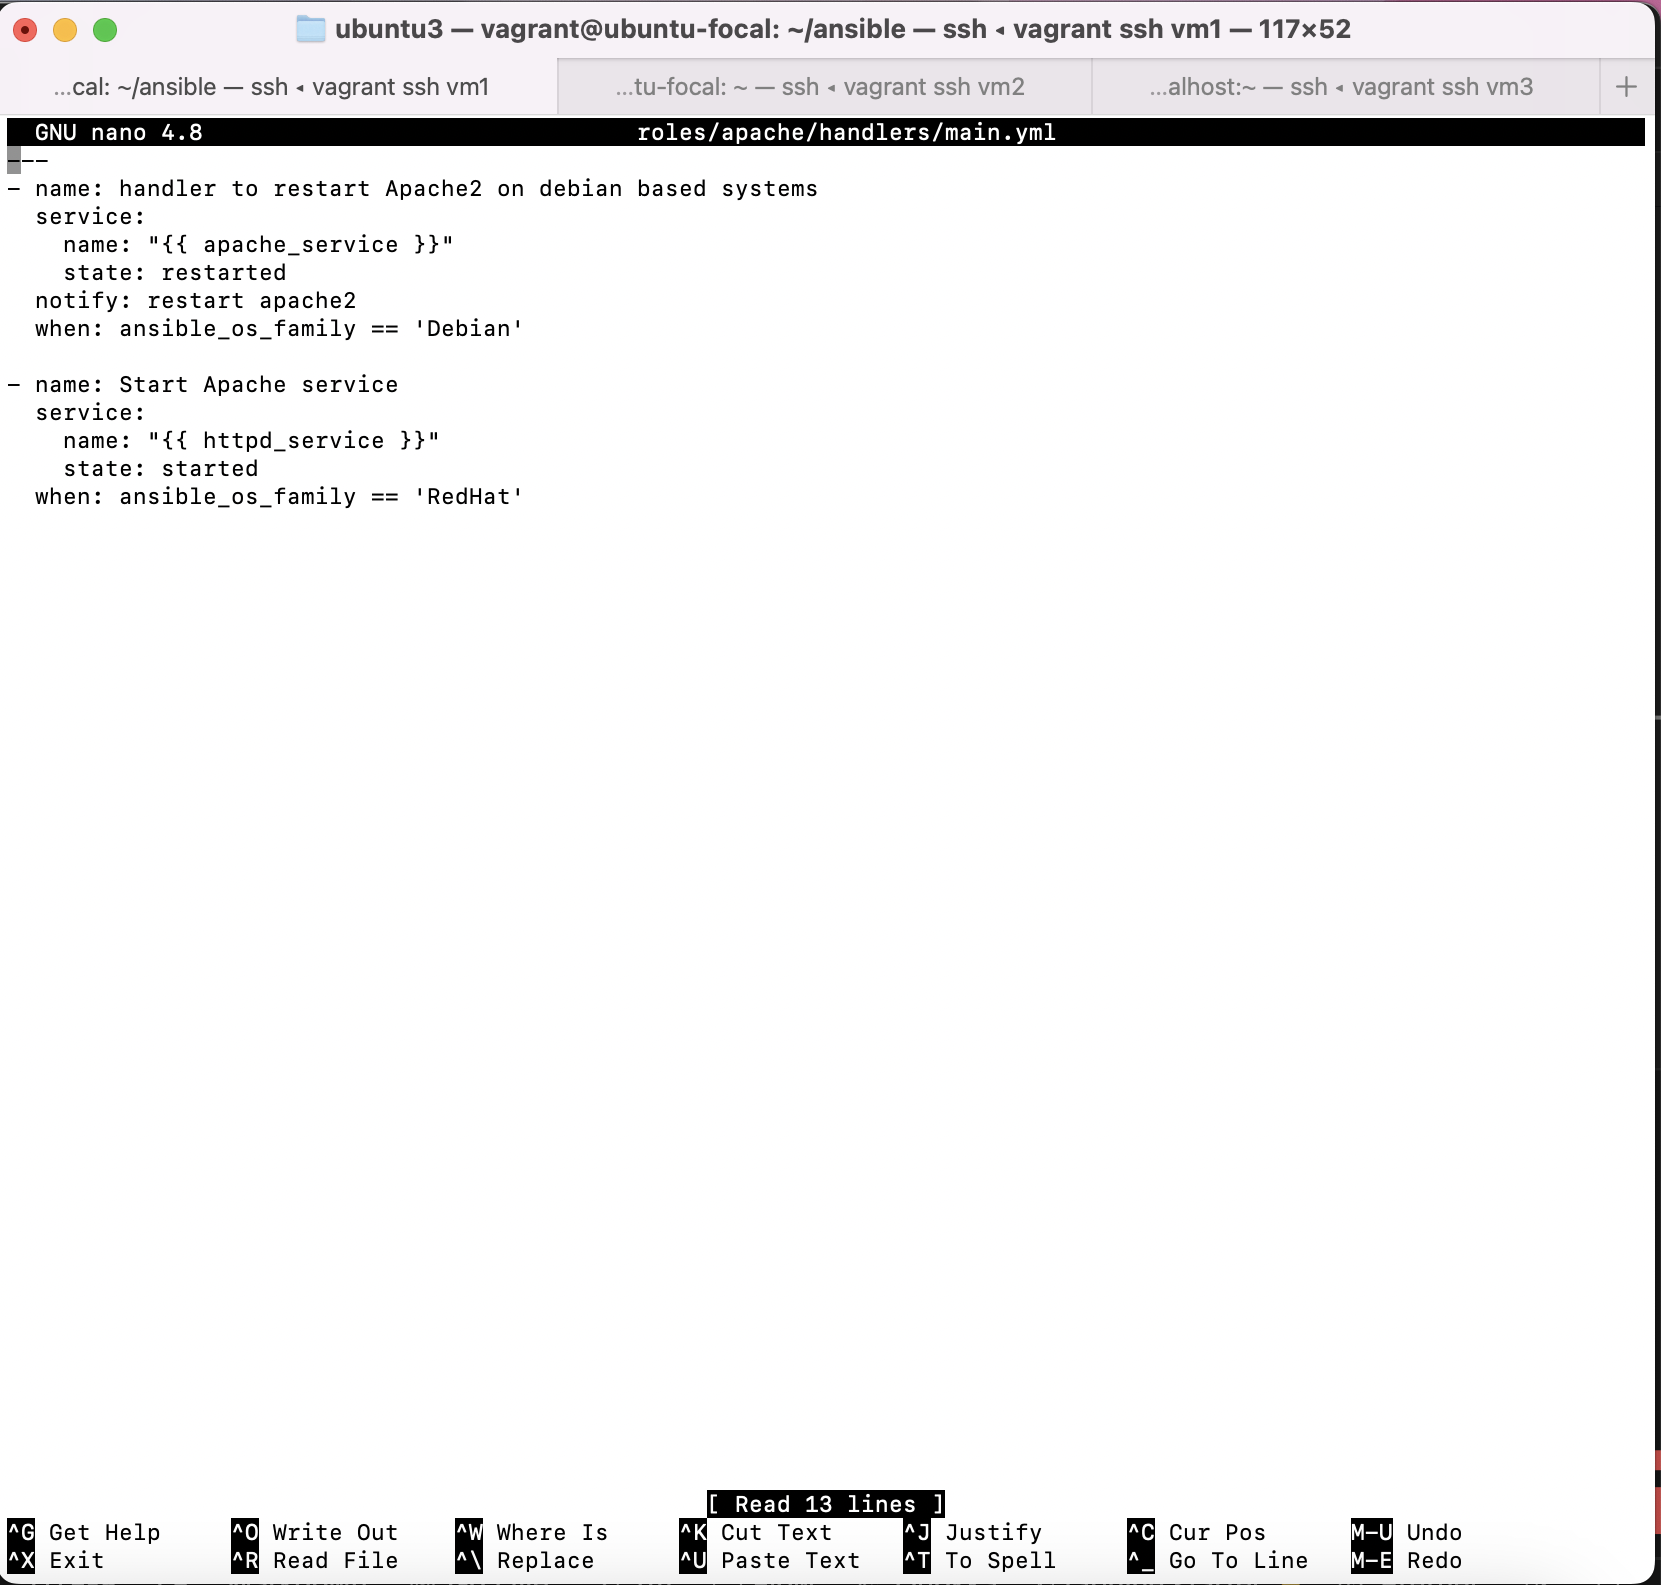 ubuntu3 — vagrant@ubuntu-focal: ~/ansible — ssh ◂ vagrant ssh vm1 — 117×52
...cal: ~/ansible — ssh ◂ vagrant ssh vm1
...tu-focal: ~ — ssh ◂ vagrant ssh vm2
...alhost:~ — ssh ◂ vagrant ssh vm3
+
GNU nano 4.8 roles/apache/handlers/main.yml
---
- name: handler to restart Apache2 on debian based systems
  service:
    name: "{{ apache_service }}"
    state: restarted
  notify: restart apache2
  when: ansible_os_family == 'Debian'

- name: Start Apache service
  service:
    name: "{{ httpd_service }}"
    state: started
  when: ansible_os_family == 'RedHat'
[ Read 13 lines ]
^G Get Help ^O Write Out ^W Where Is ^K Cut Text ^J Justify ^C Cur Pos M-U Undo
^X Exit ^R Read File ^\ Replace ^U Paste Text ^T To Spell ^_ Go To Line M-E Redo